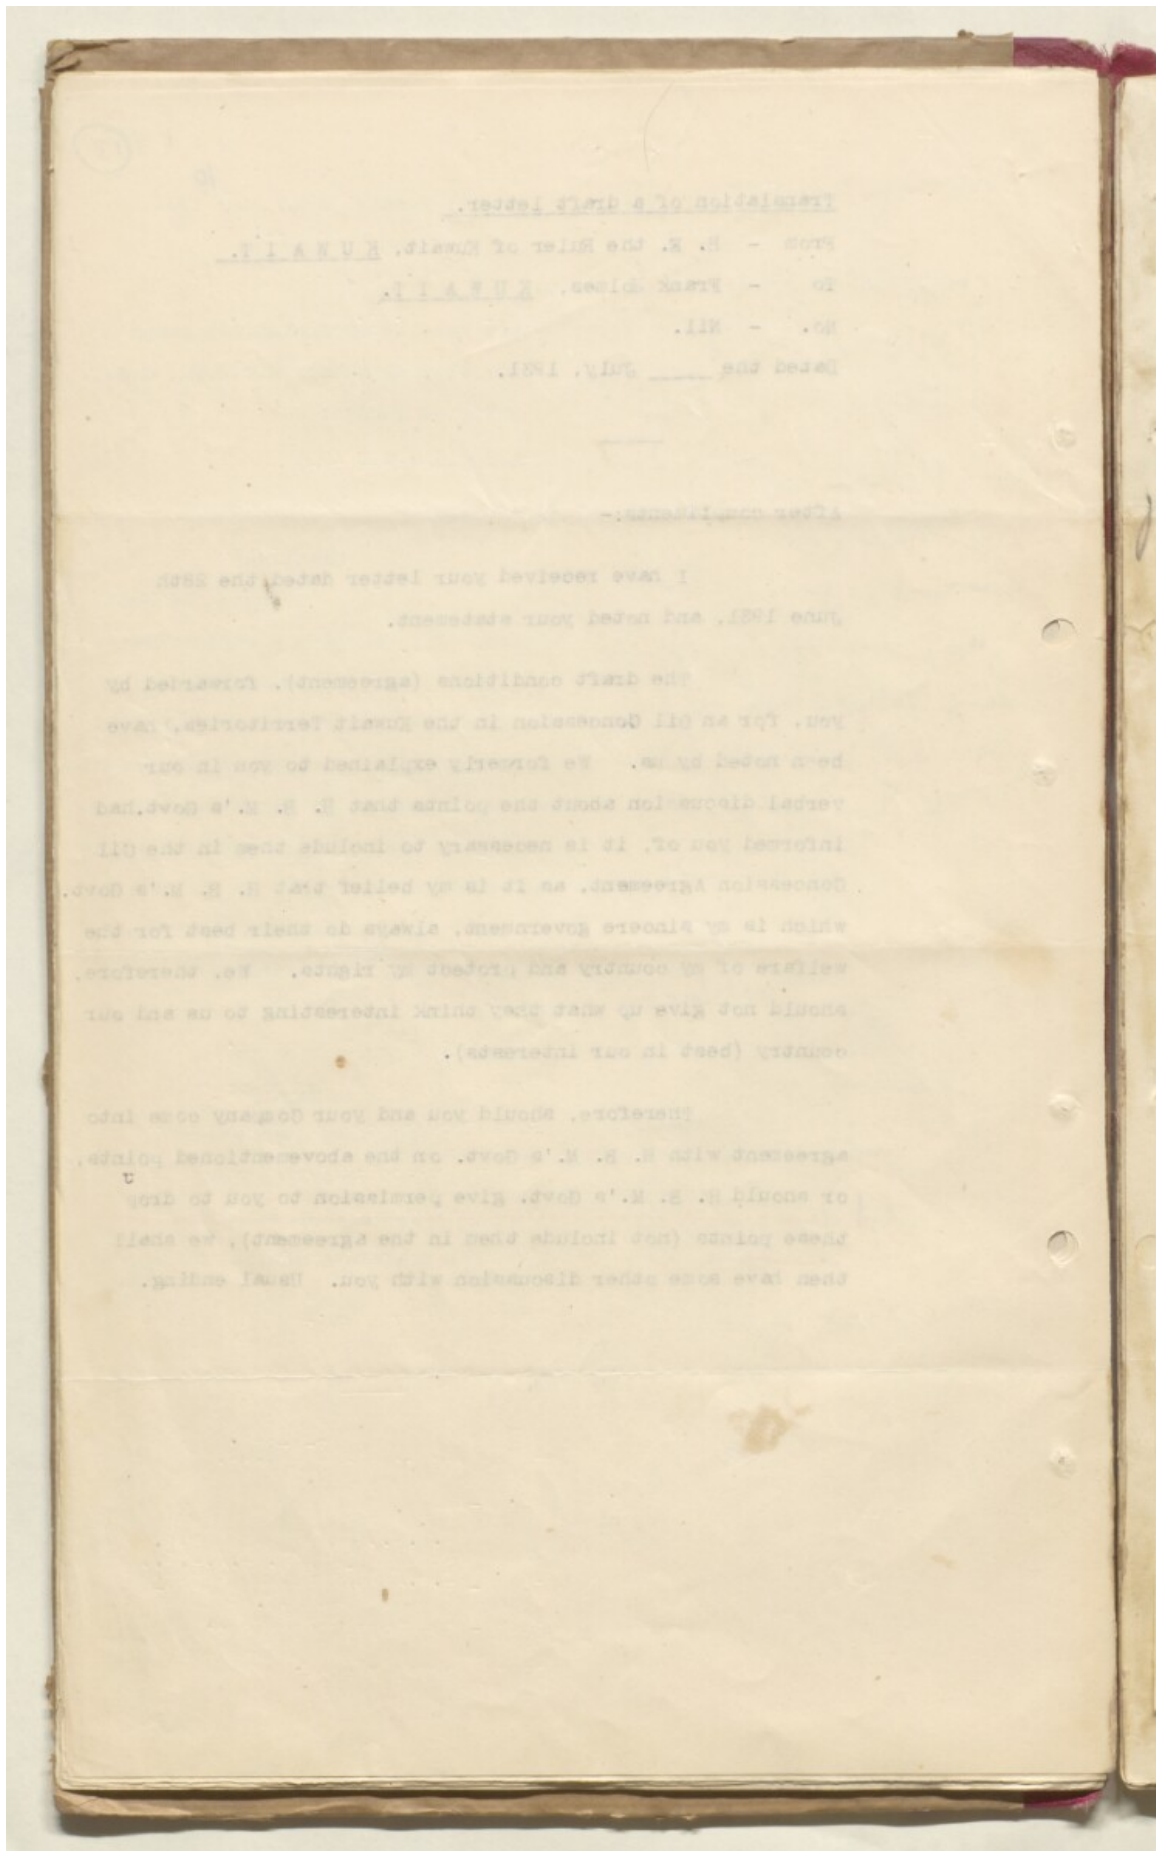 Translation of a draft letter.
From - H. E. the Ruler of Kuwait. K U W A I T.
To - Frank Holmes. K U W A I T.
No. - Nil.
Dated the ____ July. 1931.
After compliments:-
I have received your letter dated the 28th
June 1931. and noted your statement.
The draft conditions (agreement). forwarded by
you. for an Oil Concession in the Kuwait Territories. have
been noted by me. We formerly explained to you in our
verbal discussion about the points that H. B. M.'s Govt.had
informed you of, it is necessary to include them in the Oil
Concession Agreement, as it is my belief that H. B. M.'s Govt.
which is my sincere government. always do their best for the
welfare of my country and protect my rights. We. therefore.
should not give up what they think interesting to us and our
country (best in our interests).
Therefore. should you and your Company come into
agreement with H. B. M.'s Govt. on the abovementioned points.
or should H. B. M.'s Govt. give permission to you to drop
these points (not include them in the agreement), we shall
then have some other discussion with you. Usual ending.